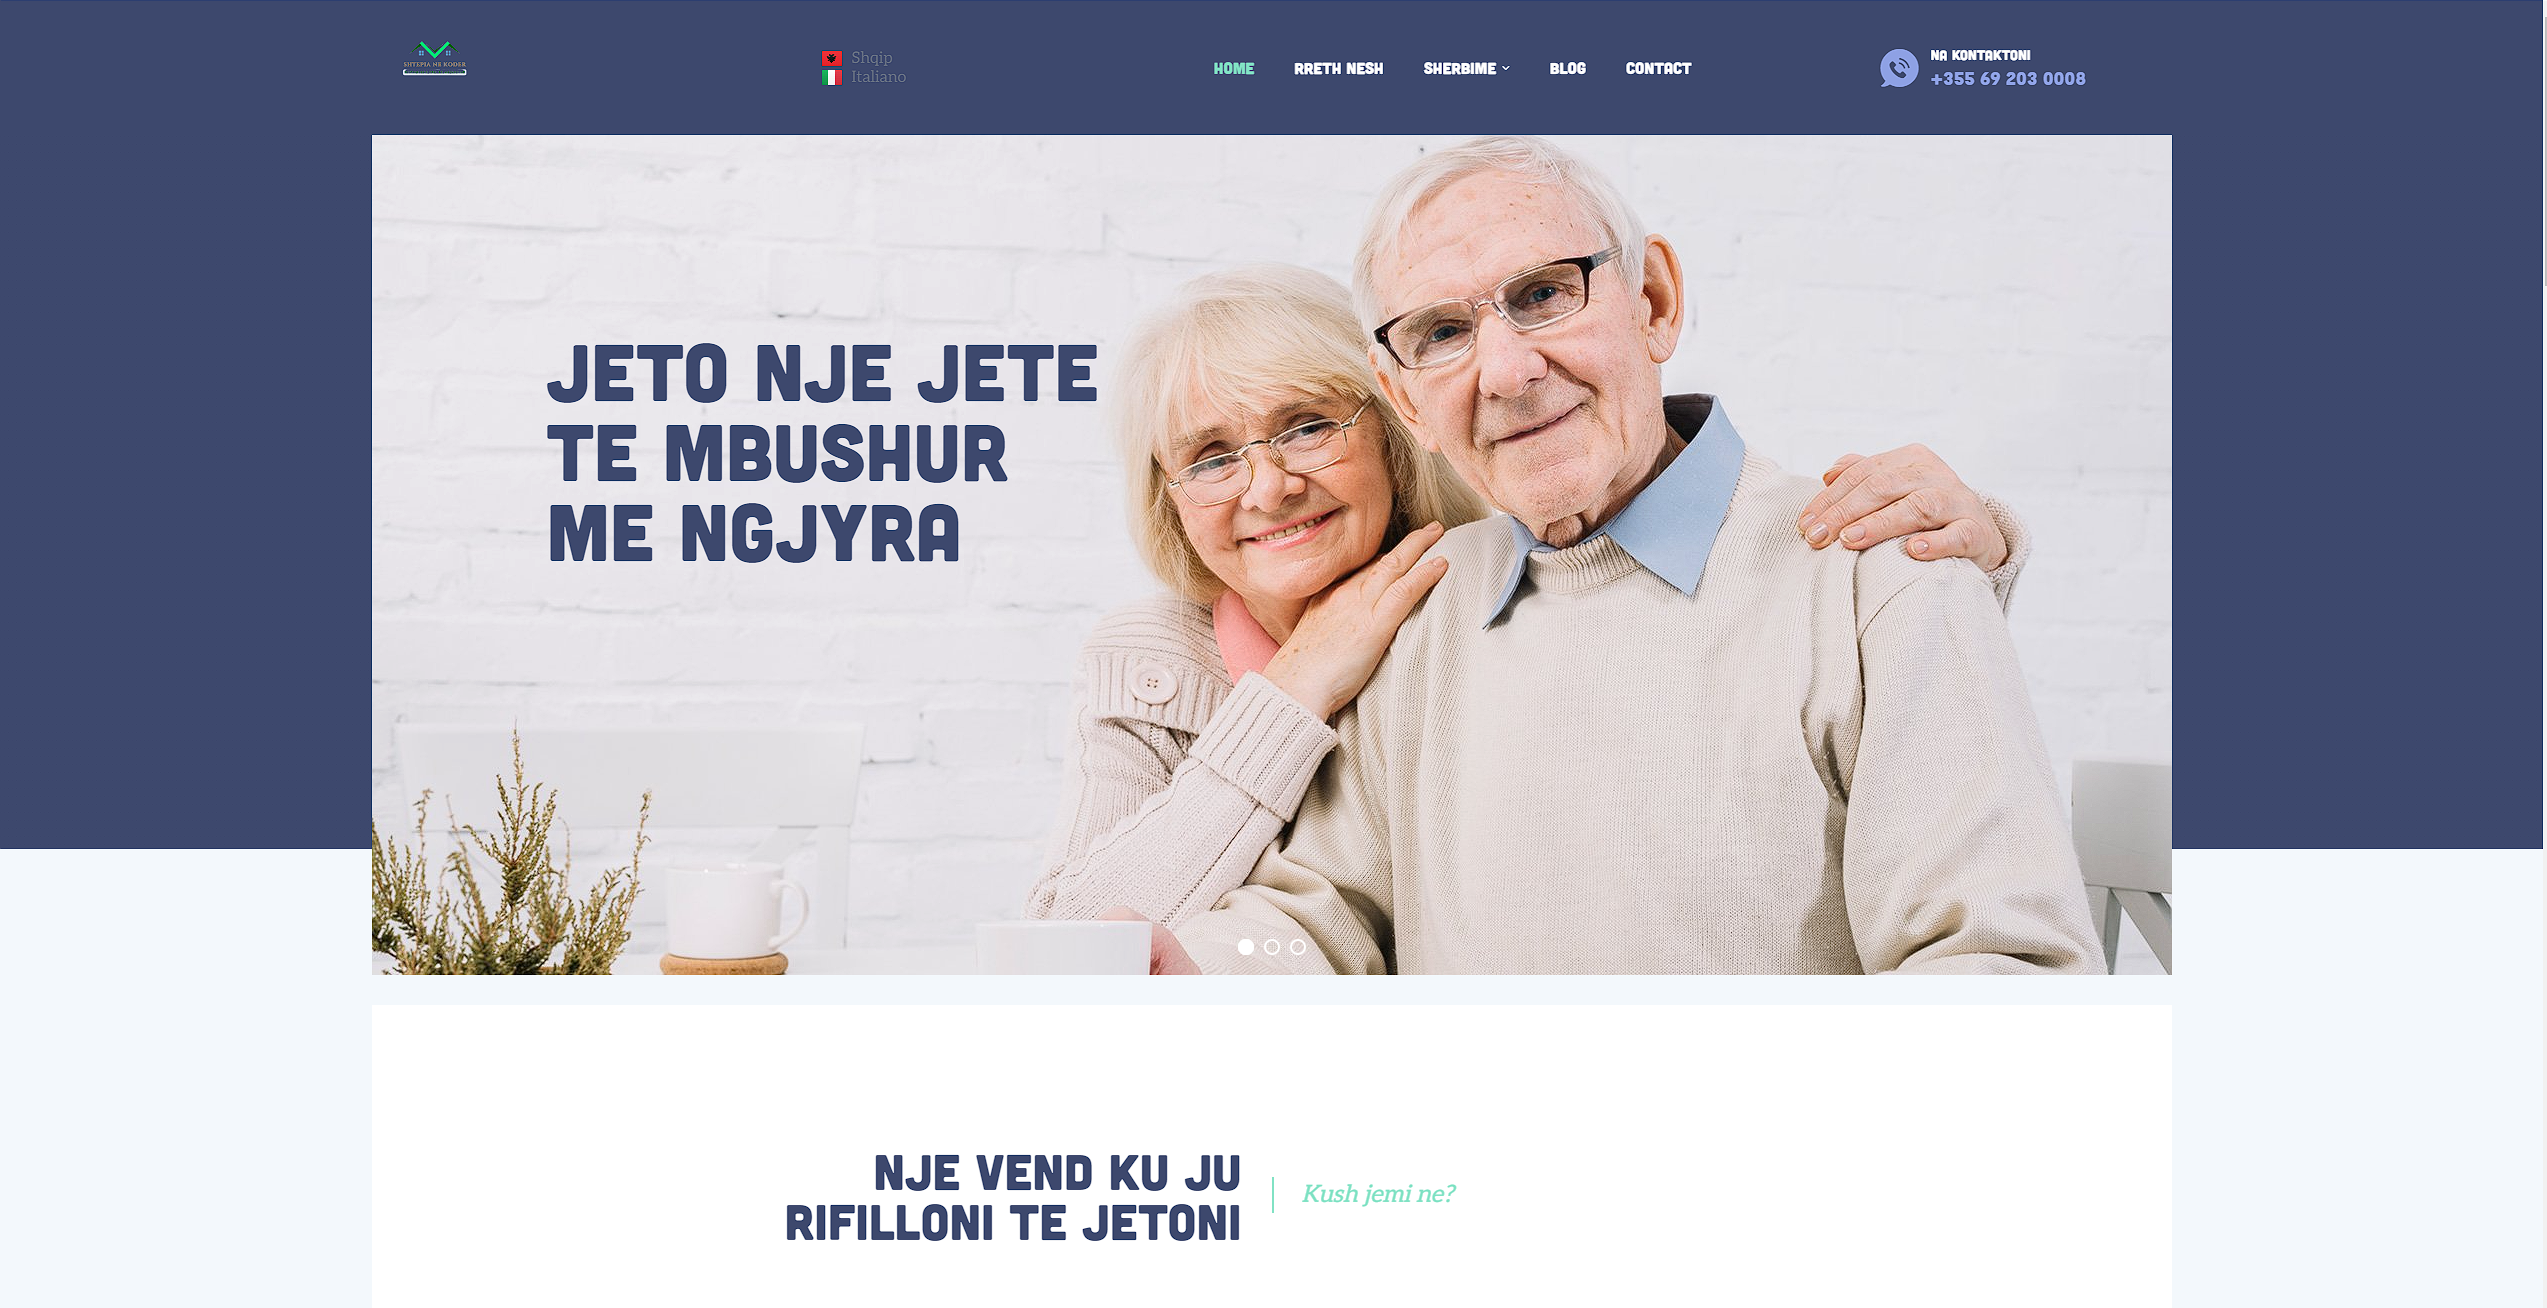 SHTEPIA NE KODER
Shqip
Italiano
HOME
RRETH NESH
SHERBIME
BLOG
CONTACT
NA KONTAKTONI
+355 69 203 0008
JETO NJE JETE
TE MBUSHUR
ME NGJYRA
NJE VEND KU JU
RIFILLONI TE JETONI
Kush jemi ne?